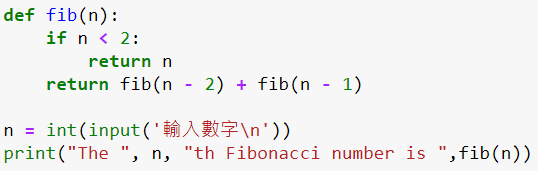 def fib(n):
    if n < 2:
        return n
    return fib(n - 2) + fib(n - 1)

n = int(input('輸入數字\n'))
print("The ", n, "th Fibonacci number is ",fib(n))